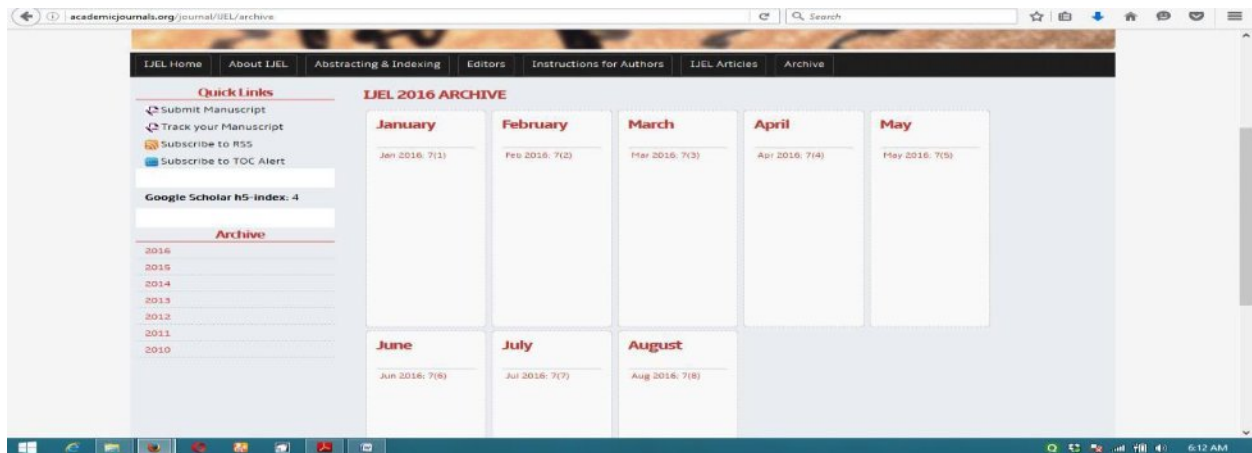 academicjournals.org/journal/IJEL/archive
Search
IJEL Home About IJEL Abstracting & Indexing Editors Instructions for Authors IJEL Articles Archive
Quick Links
Submit Manuscript
Track your Manuscript
Subscribe to RSS
Subscribe to TOC Alert
Google Scholar h5-index: 4
Archive
2016
2015
2014
2013
2012
2011
2010
IJEL 2016 ARCHIVE
January February March April May
Jan 2016; 7(1) Feb 2016; 7(2) Mar 2016; 7(3) Apr 2016; 7(4) May 2016; 7(5)
June July August
Jun 2016; 7(6) Jul 2016; 7(7) Aug 2016; 7(8)
6:12 AM